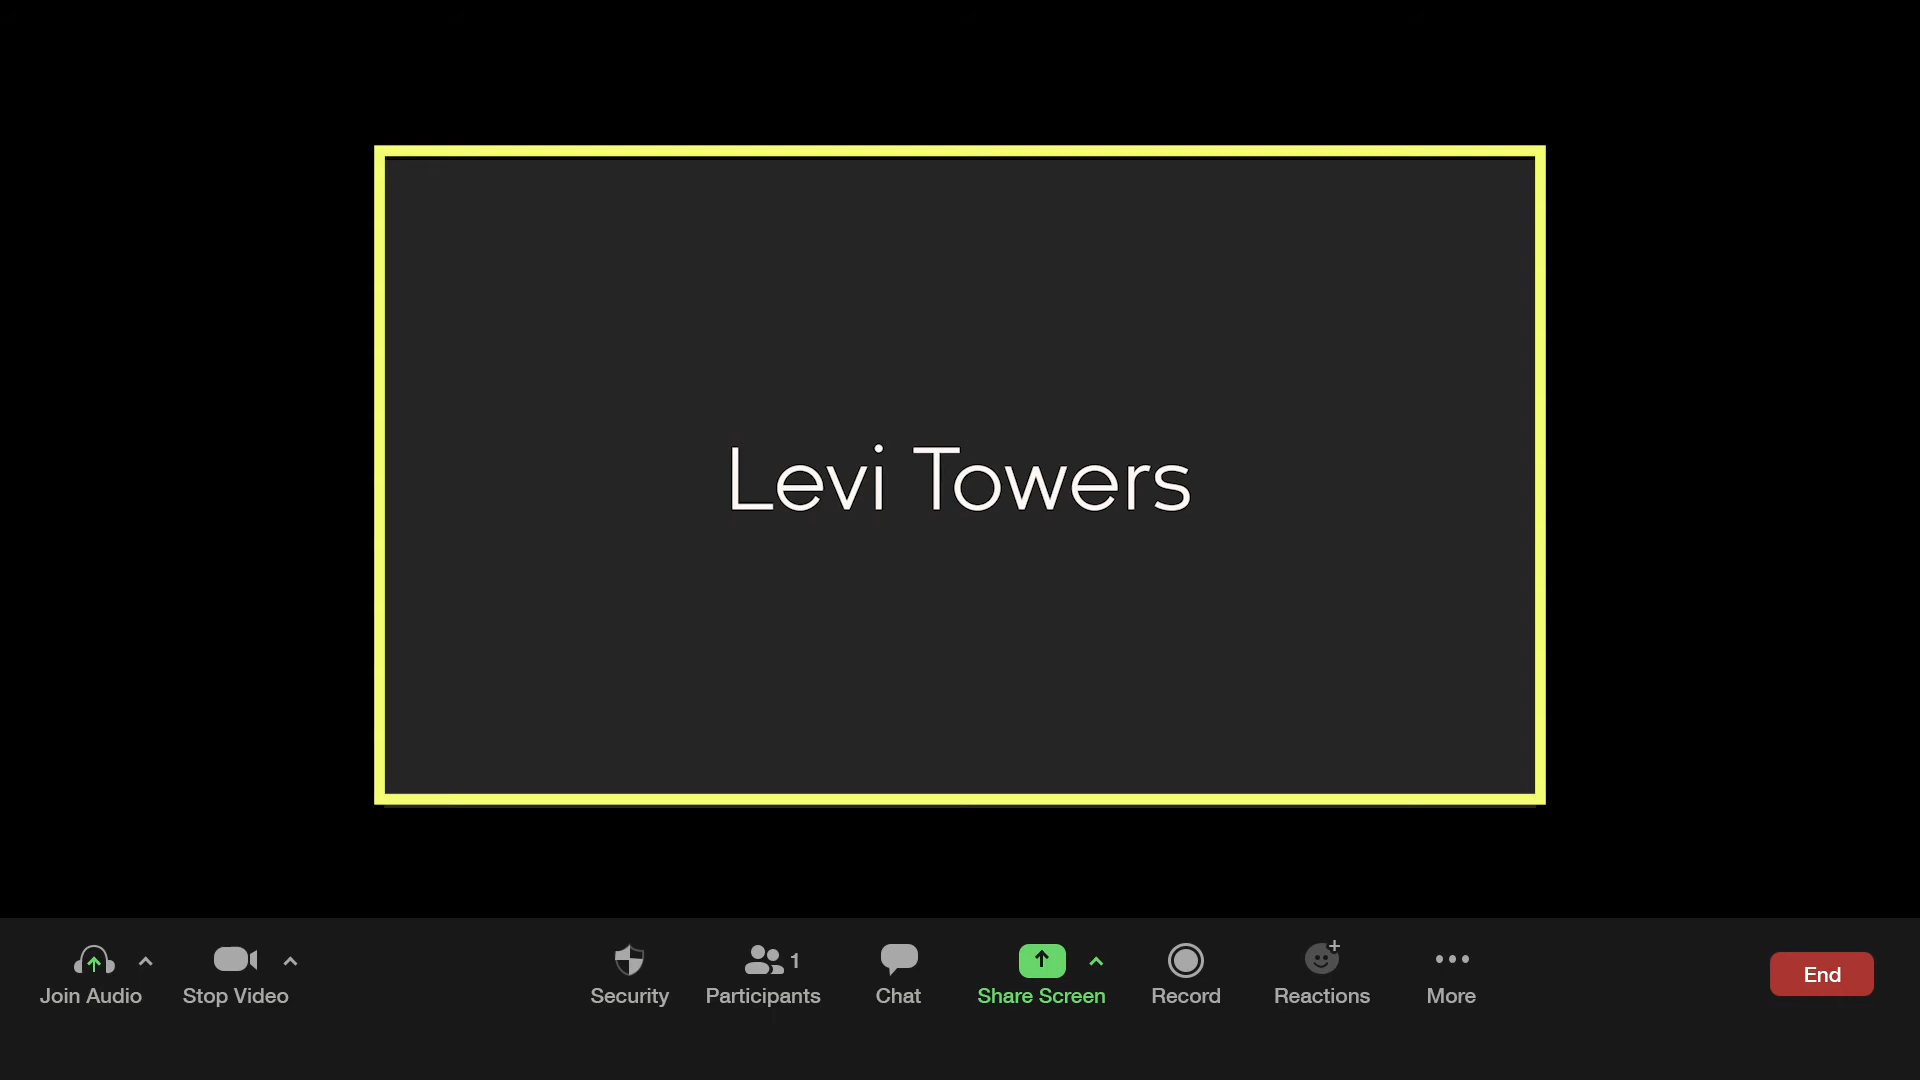 Levi Towers
1
Join Audio
Stop Video
Security
Participants
Chat
Share Screen
Record
Reactions
More
End